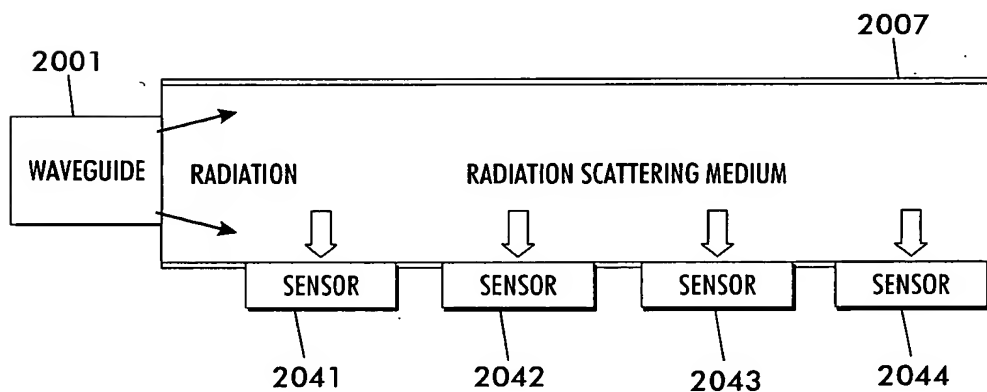 2007
2001
WAVEGUIDE
RADIATION
RADIATION SCATTERING MEDIUM
SENSOR
SENSOR
SENSOR
SENSOR
2041
2042
2043
2044